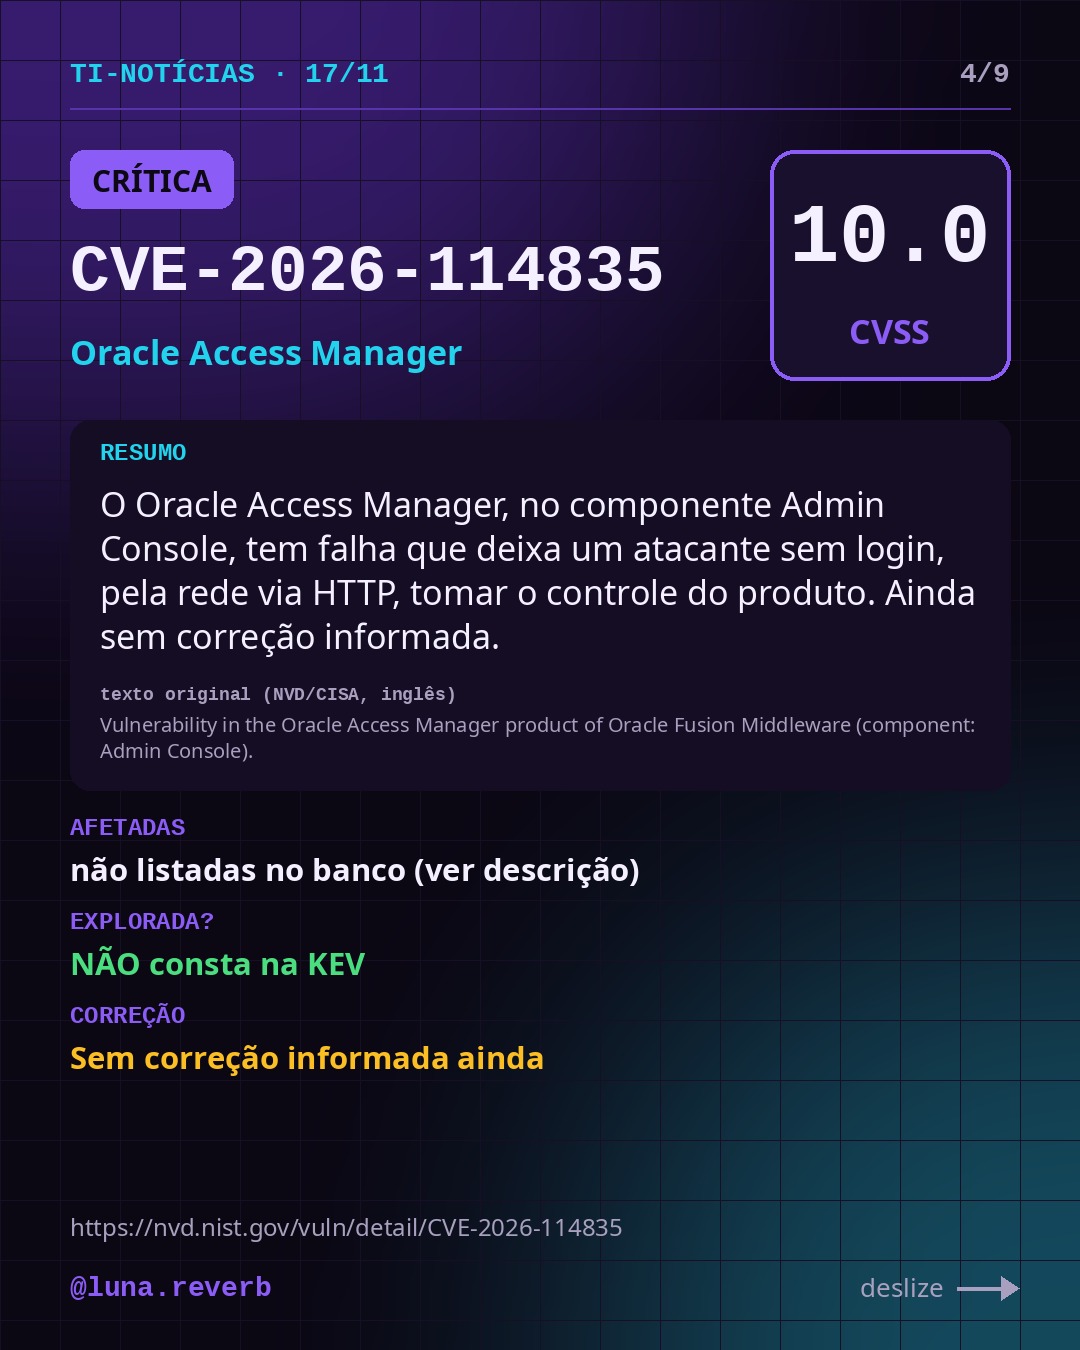 TI-NOTÍCIAS · 17/11
4/9
CRÍTICA
CVE-2026-114835
Oracle Access Manager
10.0
CVSS
RESUMO
O Oracle Access Manager, no componente Admin
Console, tem falha que deixa um atacante sem login,
pela rede via HTTP, tomar o controle do produto. Ainda
sem correção informada.
texto original (NVD/CISA, inglês)
Vulnerability in the Oracle Access Manager product of Oracle Fusion Middleware (component:
Admin Console).
AFETADAS
não listadas no banco (ver descrição)
EXPLORADA?
NÃO consta na KEV
CORREÇÃO
Sem correção informada ainda
https://nvd.nist.gov/vuln/detail/CVE-2026-114835
@luna.reverb
deslize